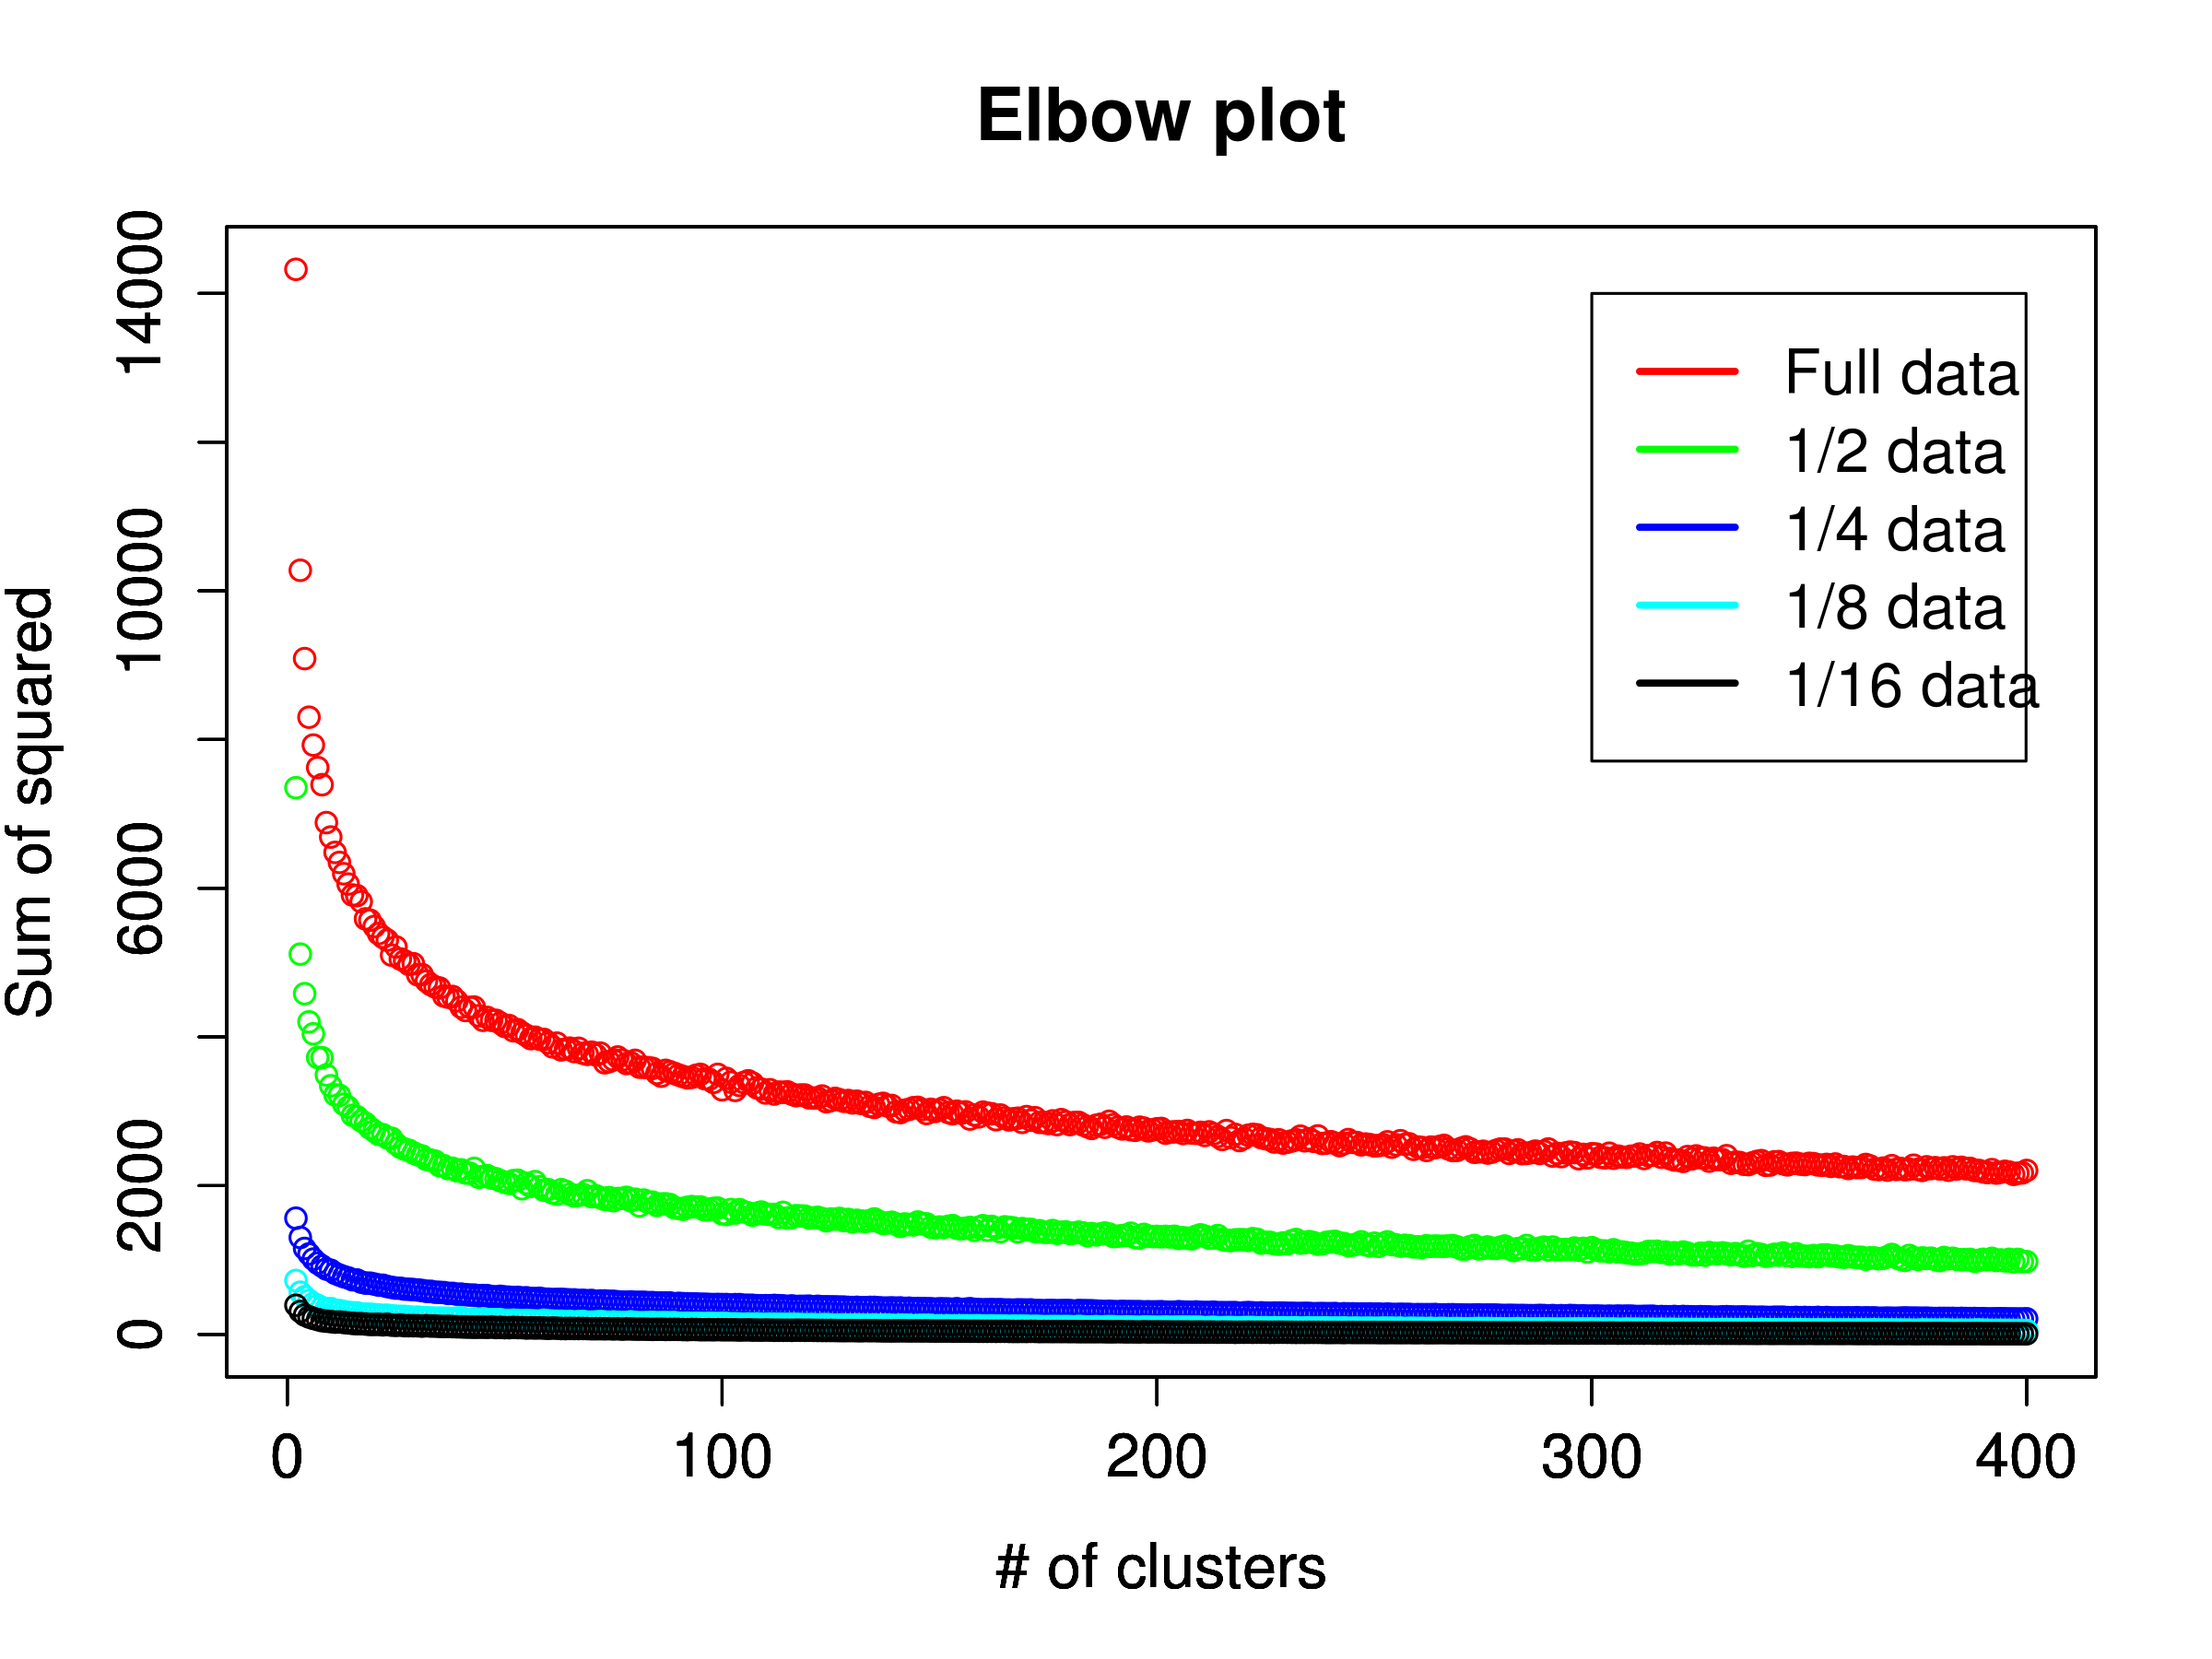 Elbow plot
Sum of squared
14000
10000
6000
2000
0
Full data
1/2 data
1/4 data
1/8 data
1/16 data
0 100 200 300 400
# of clusters